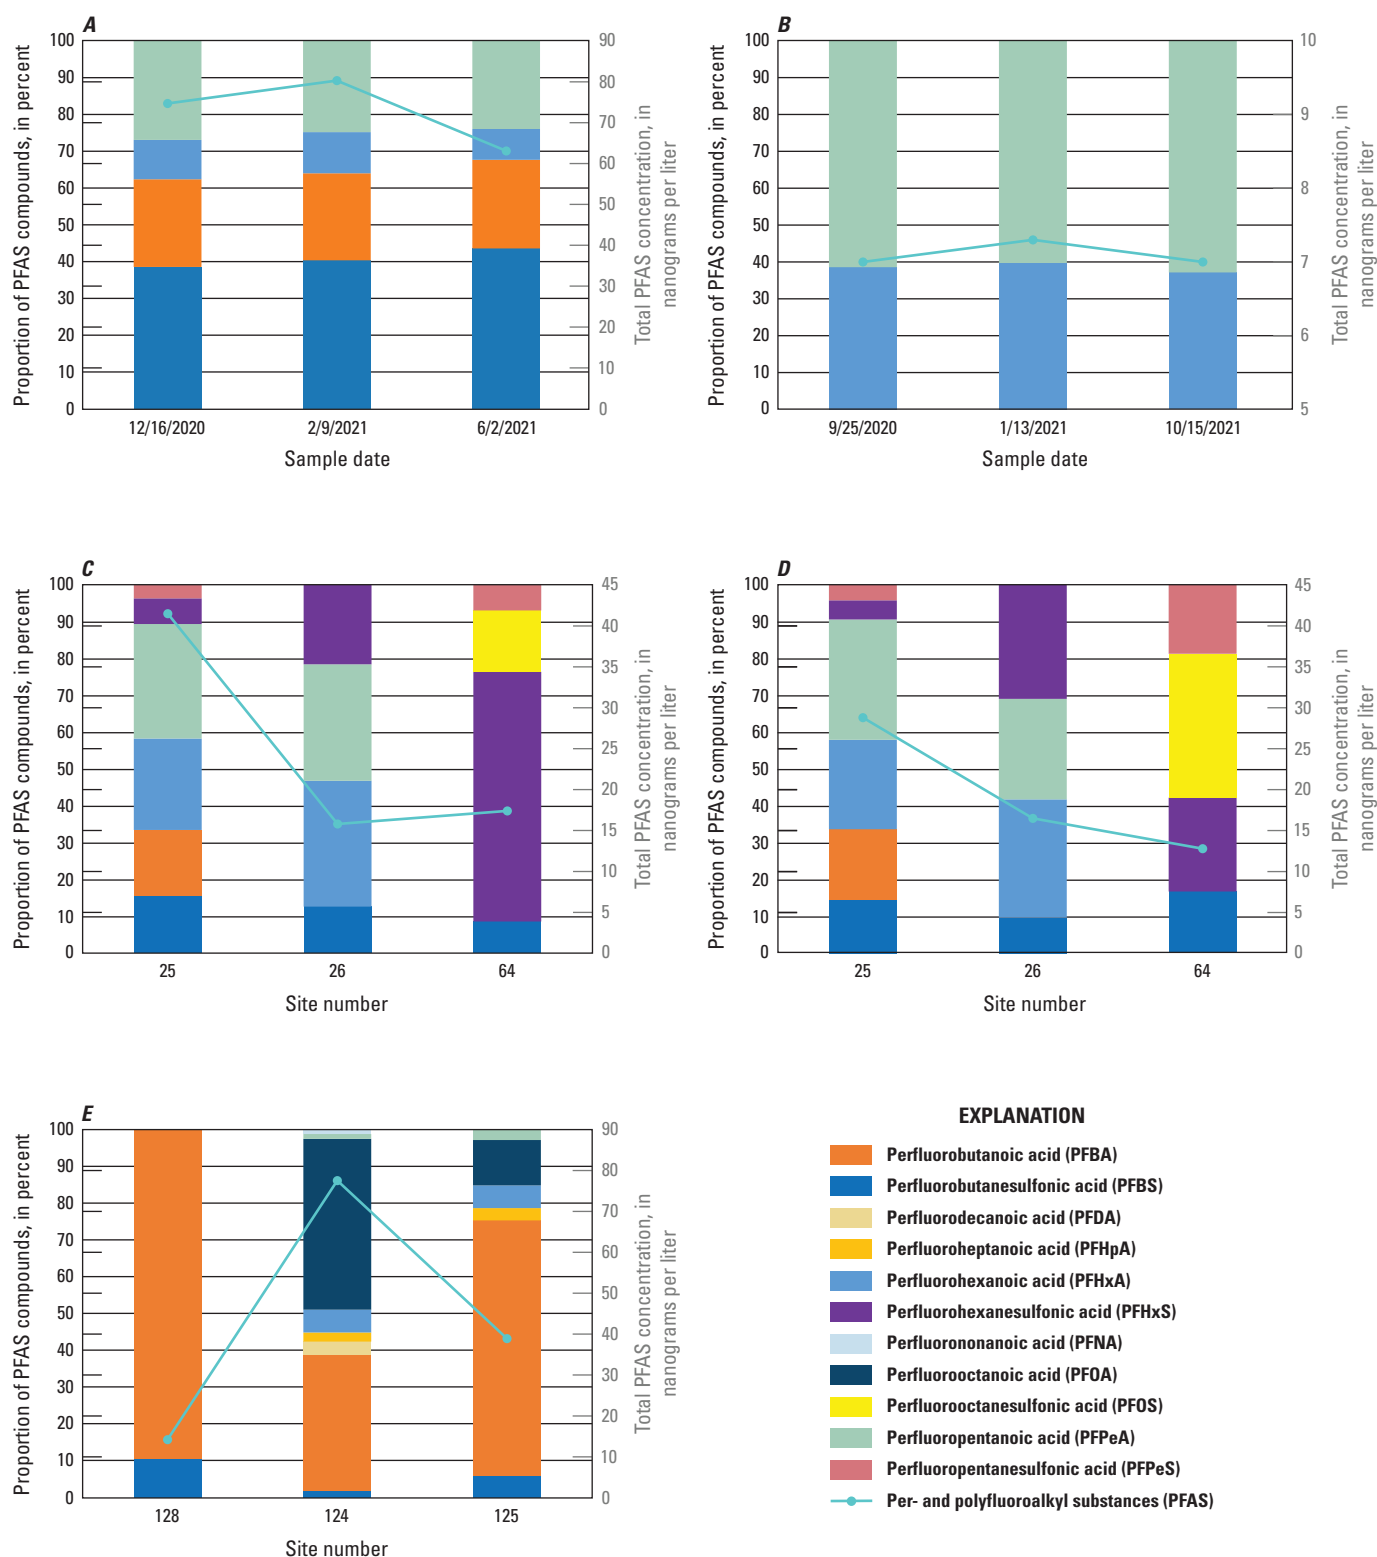 A
Proportion of PFAS compounds, in percent
100
90
80
70
60
50
40
30
20
10
0
90
80
70
60
50
40
30
20
10
0
Total PFAS concentration, in
nanograms per liter
12/16/2020 2/9/2021 6/2/2021
Sample date
B
Proportion of PFAS compounds, in percent
100
90
80
70
60
50
40
30
20
10
0
10
9
8
7
6
5
Total PFAS concentration, in
nanograms per liter
9/25/2020 1/13/2021 10/15/2021
Sample date
C
Proportion of PFAS compounds, in percent
100
90
80
70
60
50
40
30
20
10
0
45
40
35
30
25
20
15
10
5
0
Total PFAS concentration, in
nanograms per liter
25 26 64
Site number
D
Proportion of PFAS compounds, in percent
100
90
80
70
60
50
40
30
20
10
0
45
40
35
30
25
20
15
10
5
0
Total PFAS concentration, in
nanograms per liter
25 26 64
Site number
E
Proportion of PFAS compounds, in percent
100
90
80
70
60
50
40
30
20
10
0
90
80
70
60
50
40
30
20
10
0
Total PFAS concentration, in
nanograms per liter
128 124 125
Site number
EXPLANATION
Perfluorobutanoic acid (PFBA)
Perfluorobutanesulfonic acid (PFBS)
Perfluorodecanoic acid (PFDA)
Perfluoroheptanoic acid (PFHpA)
Perfluorohexanoic acid (PFHxA)
Perfluorohexanesulfonic acid (PFHxS)
Perfluorononanoic acid (PFNA)
Perfluorooctanoic acid (PFOA)
Perfluorooctanesulfonic acid (PFOS)
Perfluoropentanoic acid (PFPeA)
Perfluoropentanesulfonic acid (PFPeS)
Per- and polyfluoroalkyl substances (PFAS)